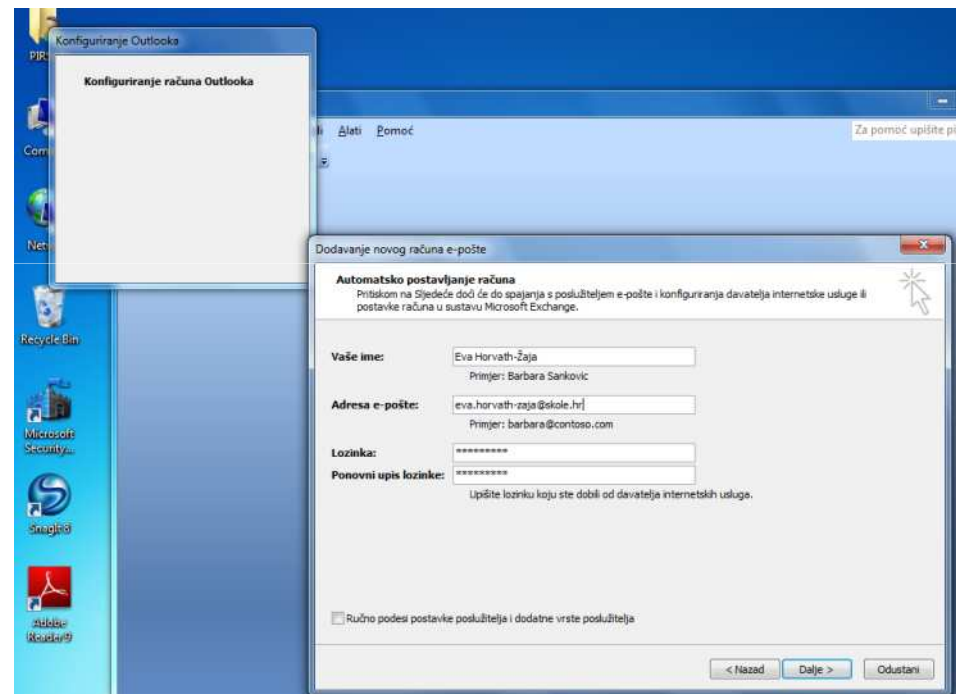 Konfiguriranje Outlooka
Konfiguriranje računa Outlooka
Alati Pomoć
Za pomoć upišite
Dodavanje novog računa e-pošte
Automatsko postavljanje računa
Pritiskom na Sljedeće doći će do spajanja s poslužiteljem e-pošte i konfiguriranja davatelja internetske usluge ili
postavke računa u sustavu Microsoft Exchange.
Vaše ime: Eva Horvath-Žaja
Primjer: Barbara Sankovic
Adresa e-pošte: eva.horvath-zaja@skole.hr
Primjer: barbara@contoso.com
Lozinka: *********
Ponovni upis lozinke: *********
Upišite lozinku koju ste dobili od davatelja internetskih usluga.
Ručno podesi postavke poslužitelja i dodatne vrste poslužitelja
< Nazad Dalje > Odustani
Recycle Bin
Microsoft
Security...
SnagIt 8
Adobe
Reader 9